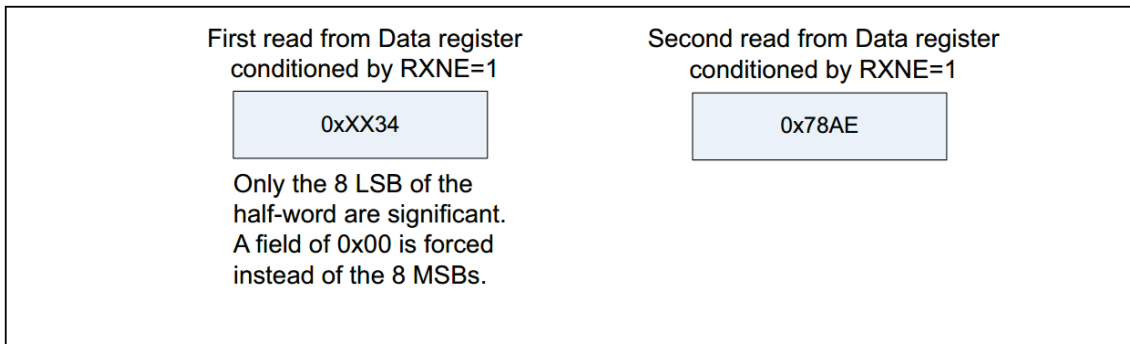 First read from Data register
conditioned by RXNE=1
0xXX34
Only the 8 LSB of the
half-word are significant.
A field of 0x00 is forced
instead of the 8 MSBs.
Second read from Data register
conditioned by RXNE=1
0x78AE